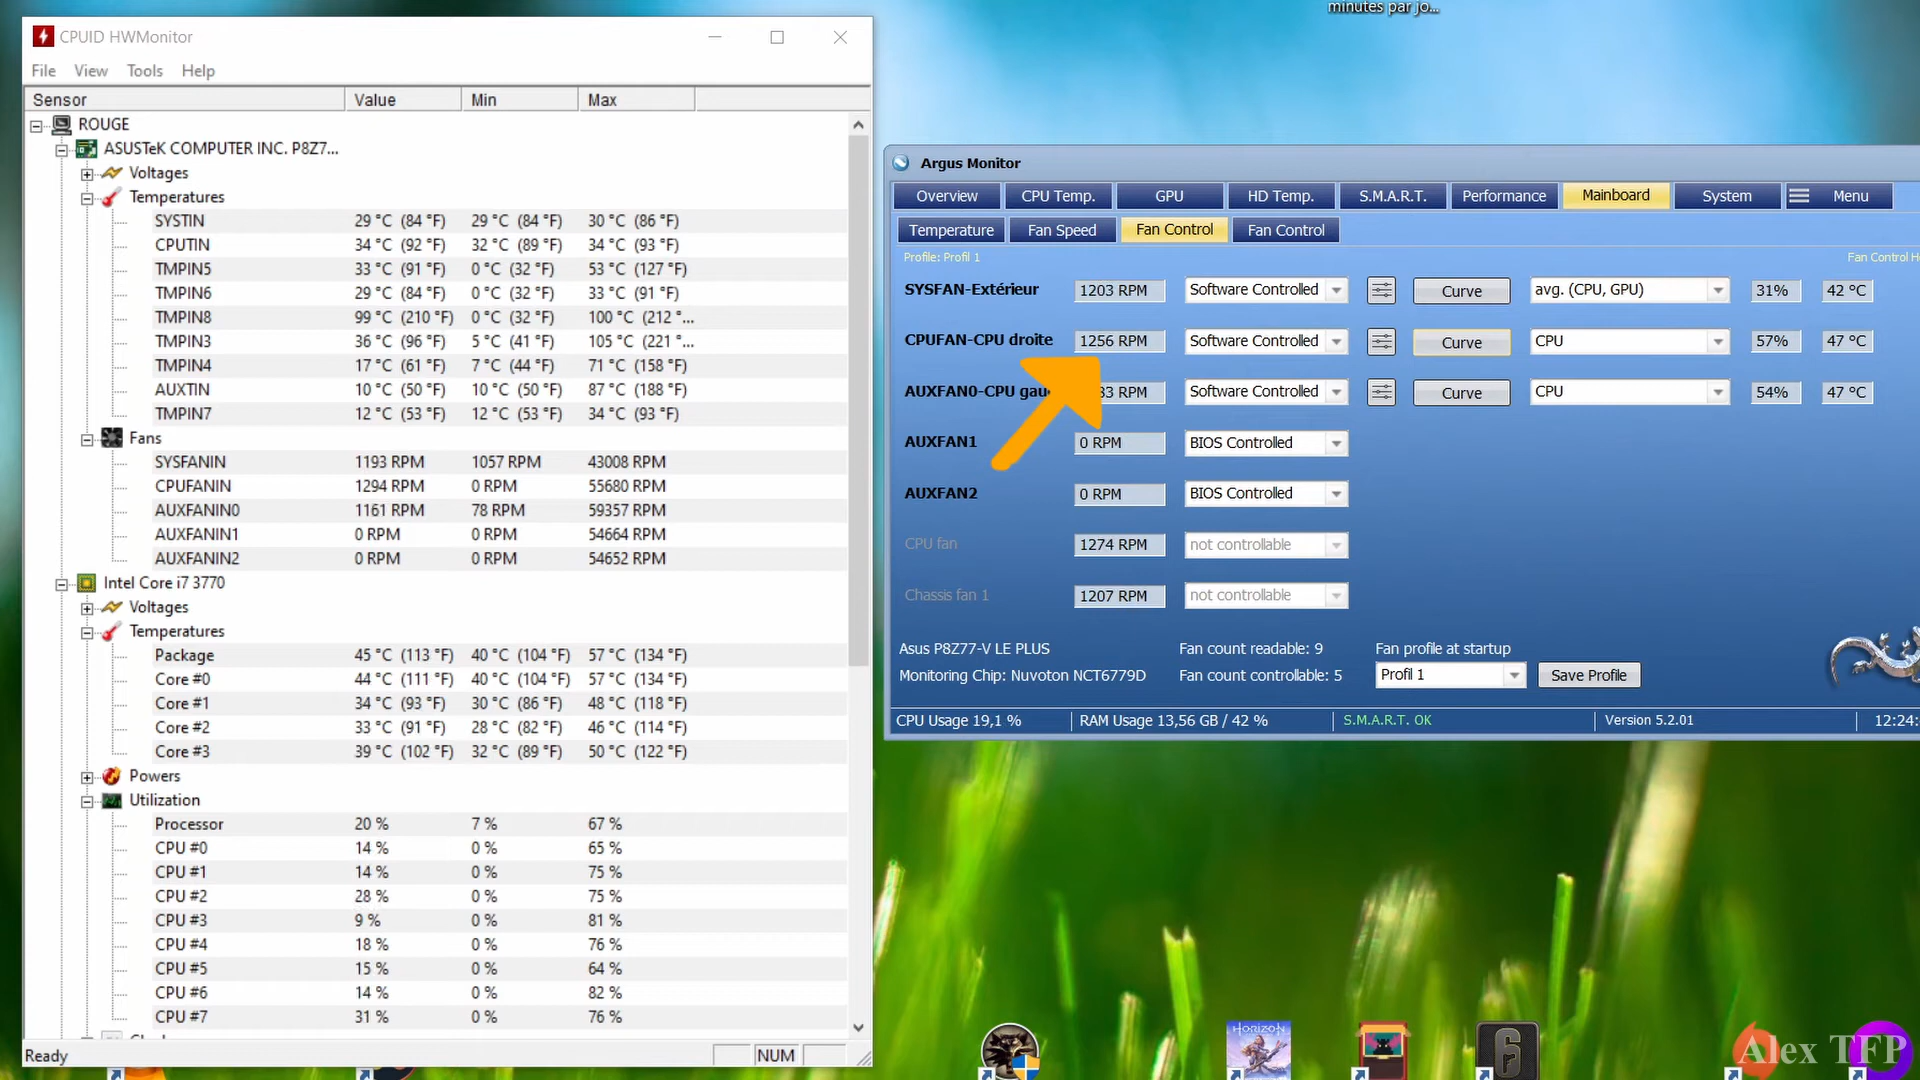 minutes par jo...
CPUID HWMonitor
File View Tools Help
Sensor Value Min Max
ROUGE
ASUSTeK COMPUTER INC. P8Z7...
Voltages
Temperatures
SYSTIN 29 °C (84 °F) 29 °C (84 °F) 30 °C (86 °F)
CPUTIN 34 °C (92 °F) 32 °C (89 °F) 34 °C (93 °F)
TMPIN5 33 °C (91 °F) 0 °C (32 °F) 53 °C (127 °F)
TMPIN6 29 °C (84 °F) 0 °C (32 °F) 33 °C (91 °F)
TMPIN8 99 °C (210 °F) 0 °C (32 °F) 100 °C (212 °...
TMPIN3 36 °C (96 °F) 5 °C (41 °F) 105 °C (221 °...
TMPIN4 17 °C (61 °F) 7 °C (44 °F) 71 °C (158 °F)
AUXTIN 10 °C (50 °F) 10 °C (50 °F) 87 °C (188 °F)
TMPIN7 12 °C (53 °F) 12 °C (53 °F) 34 °C (93 °F)
Fans
SYSFANIN 1193 RPM 1057 RPM 43008 RPM
CPUFANIN 1294 RPM 0 RPM 55680 RPM
AUXFANIN0 1161 RPM 78 RPM 59357 RPM
AUXFANIN1 0 RPM 0 RPM 54664 RPM
AUXFANIN2 0 RPM 0 RPM 54652 RPM
Intel Core i7 3770
Voltages
Temperatures
Package 45 °C (113 °F) 40 °C (104 °F) 57 °C (134 °F)
Core #0 44 °C (111 °F) 40 °C (104 °F) 57 °C (134 °F)
Core #1 34 °C (93 °F) 30 °C (86 °F) 48 °C (118 °F)
Core #2 33 °C (91 °F) 28 °C (82 °F) 46 °C (114 °F)
Core #3 39 °C (102 °F) 32 °C (89 °F) 50 °C (122 °F)
Powers
Utilization
Processor 20 % 7 % 67 %
CPU #0 14 % 0 % 65 %
CPU #1 14 % 0 % 75 %
CPU #2 28 % 0 % 75 %
CPU #3 9 % 0 % 81 %
CPU #4 18 % 0 % 76 %
CPU #5 15 % 0 % 64 %
CPU #6 14 % 0 % 82 %
CPU #7 31 % 0 % 76 %
Ready NUM
Argus Monitor
Overview CPU Temp. GPU HD Temp. S.M.A.R.T. Performance Mainboard System Menu
Temperature Fan Speed Fan Control Fan Control
Profile: Profil 1 Fan Control H
SYSFAN-Extérieur 1203 RPM Software Controlled Curve avg. (CPU, GPU) 31% 42 °C
CPUFAN-CPU droite 1256 RPM Software Controlled Curve CPU 57% 47 °C
AUXFAN0-CPU gau 83 RPM Software Controlled Curve CPU 54% 47 °C
AUXFAN1 0 RPM BIOS Controlled
AUXFAN2 0 RPM BIOS Controlled
CPU fan 1274 RPM not controllable
Chassis fan 1 1207 RPM not controllable
Asus P8Z77-V LE PLUS Fan count readable: 9 Fan profile at startup
Monitoring Chip: Nuvoton NCT6779D Fan count controllable: 5 Profil 1 Save Profile
CPU Usage 19,1 % RAM Usage 13,56 GB / 42 % S.M.A.R.T. OK Version 5.2.01 12:24:
HORIZON
6
Alex TFP